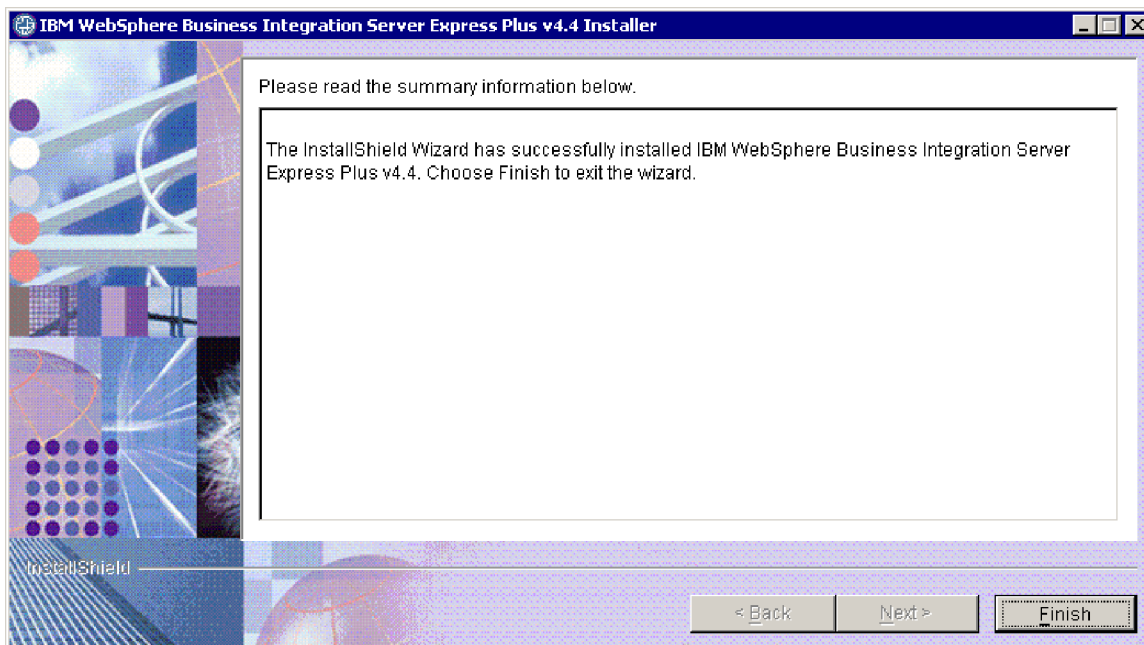 IBM WebSphere Business Integration Server Express Plus v4.4 Installer
Please read the summary information below.
The InstallShield Wizard has successfully installed IBM WebSphere Business Integration Server
Express Plus v4.4. Choose Finish to exit the wizard.
InstallShield
< Back
Next >
Finish